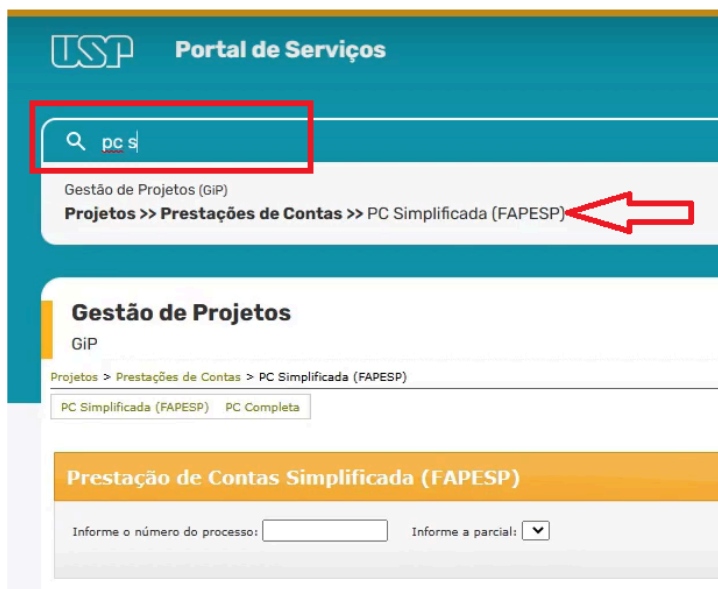 USP Portal de Serviços
pc s
Gestão de Projetos (GiP)
Projetos >> Prestações de Contas >> PC Simplificada (FAPESP)
Gestão de Projetos
GiP
Projetos > Prestações de Contas > PC Simplificada (FAPESP)
PC Simplificada (FAPESP) PC Completa
Prestação de Contas Simplificada (FAPESP)
Informe o número do processo: Informe a parcial: